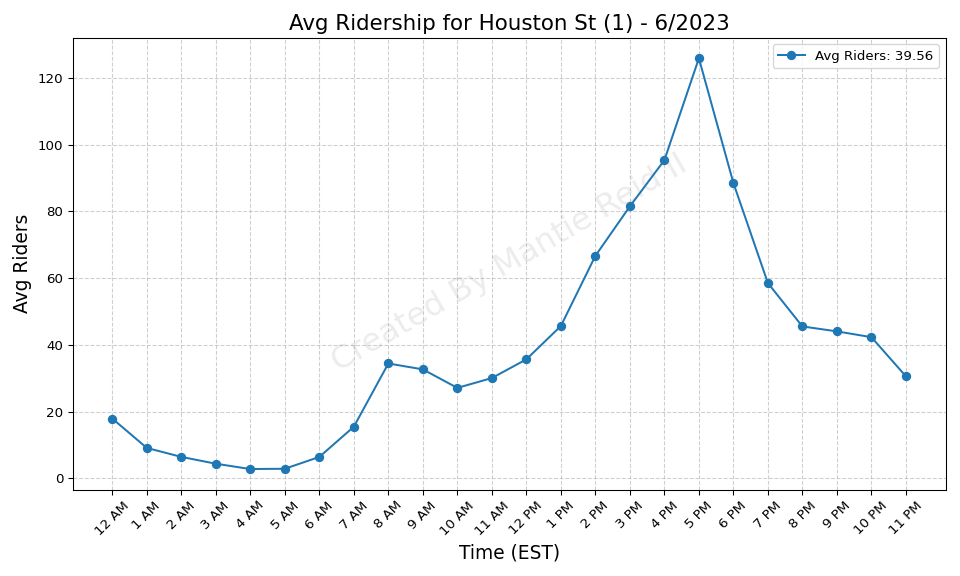 Avg Ridership for Houston St (1) - 6/2023
Avg Riders: 39.56
Avg Riders
120
100
80
60
40
20
0
Created By Mantle Reid II
12 AM
1 AM
2 AM
3 AM
4 AM
5 AM
6 AM
7 AM
8 AM
9 AM
10 AM
11 AM
12 PM
1 PM
2 PM
3 PM
4 PM
5 PM
6 PM
7 PM
8 PM
9 PM
10 PM
11 PM
Time (EST)